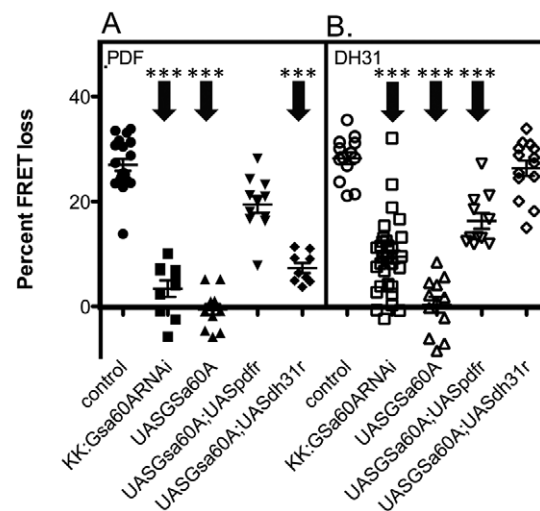 A
B.
PDF
DH31
*** *** ***
*** *** ***
Percent FRET loss
40
20
0
control
KK:Gsa60ARNAi
UASGSa60A
UASGsa60A;UASpdfr
UASGsa60A;UASdh31r
control
KK:Gsa60ARNAi
UASGSa60A
UASGsa60A;UASpdfr
UASGsa60A;UASdh31r